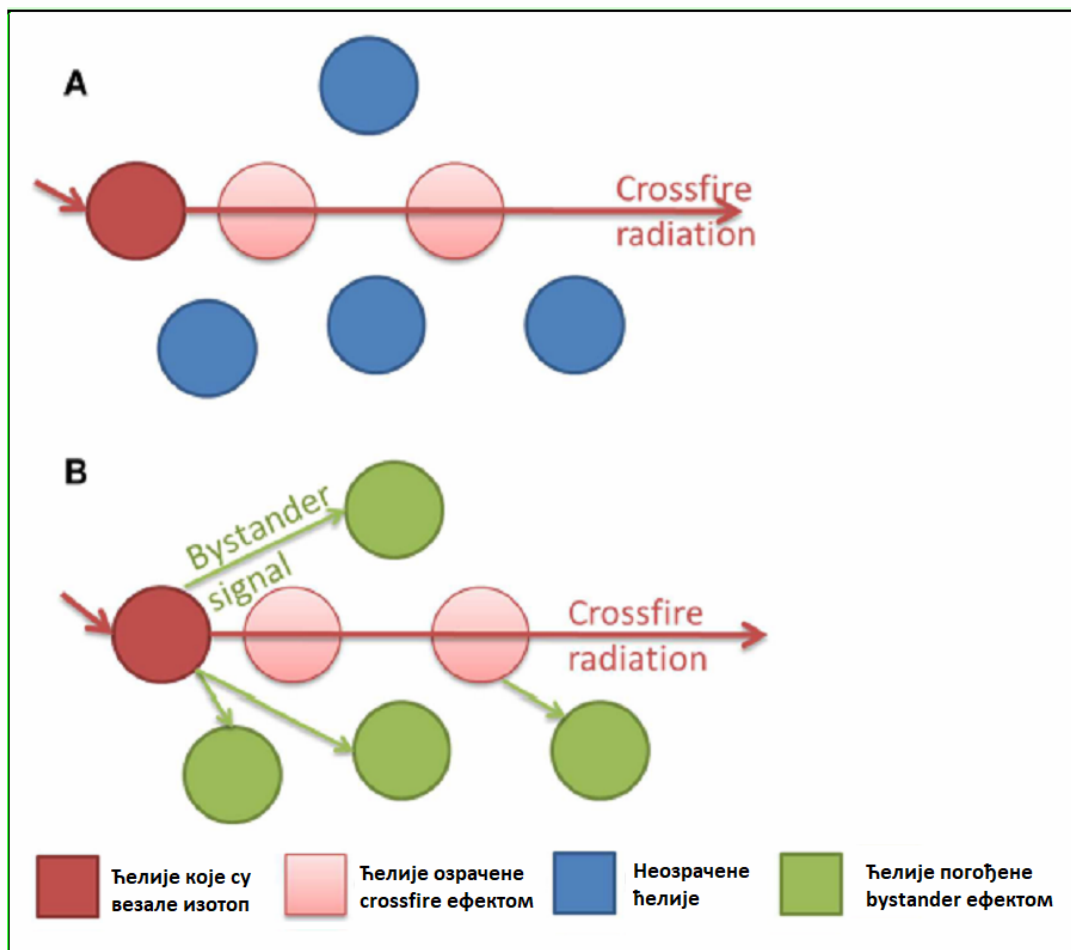 A
Crossfire
radiation
B
Bystander
signal
Crossfire
radiation
Ћелије које су
везале изотоп
Ћелије озрачене
crossfire ефектом
Неозрачене
ћелије
Ћелије погођене
bystander ефектом